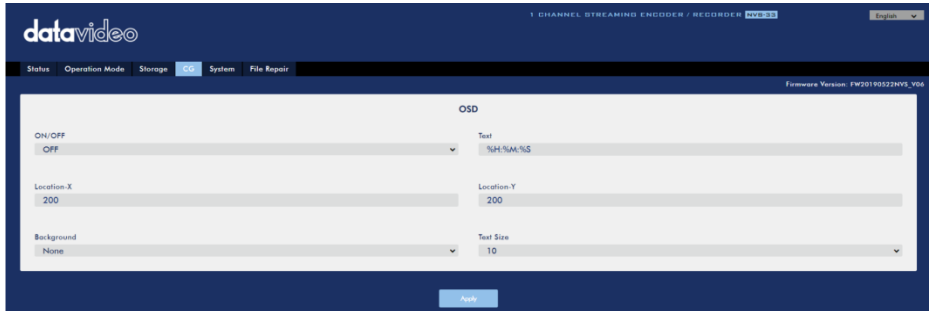 1 CHANNEL STREAMING ENCODER / RECORDER NVS-33
English
datavideo
Status Operation Mode Storage CG System File Repair
Firmware Version: FW20190522NVS_V06
OSD
ON/OFF Text
OFF %H:%M:%S
Location-X Location-Y
200 200
Background Text Size
None 10
Apply